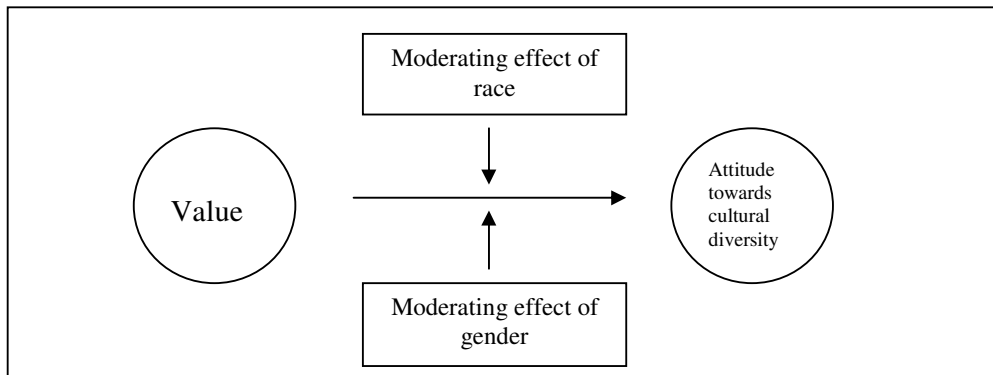 Moderating effect of
race
Value
Attitude
towards
cultural
diversity
Moderating effect of
gender